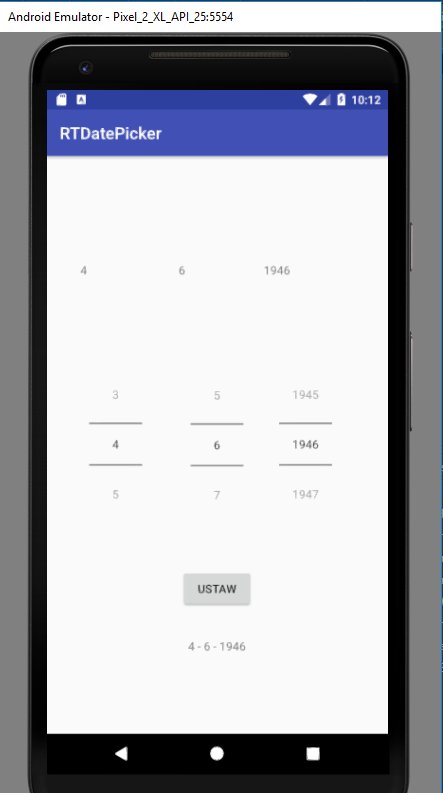 Android Emulator - Pixel_2_XL_API_25:5554
10:12
RTDatePicker
4 6 1946
3 5 1945
4 6 1946
5 7 1947
USTAW
4 - 6 - 1946